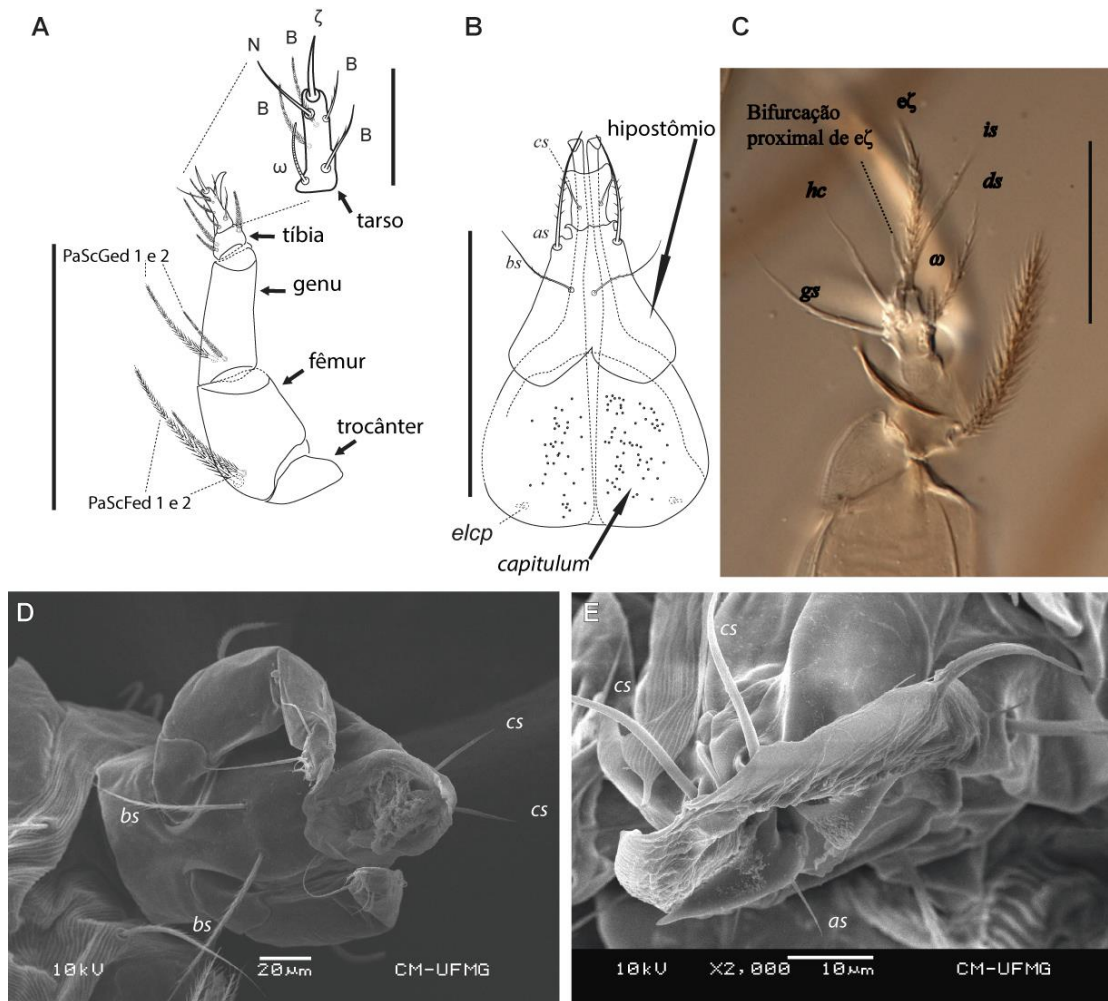 A
ζ
N
B
B
B
B
ω
tarso
tíbia
PaScGed 1 e 2
genu
fêmur
trocânter
PaScFed 1 e 2
B
cs
hipostômio
as
bs
elcp
capitulum
C
eζ
Bifurcação
proximal de eζ
is
hc
ds
ω
gs
D
cs
bs
cs
bs
10kV
20µm
CM-UFMG
E
cs
cs
as
10kV
X2,000
10µm
CM-UFMG